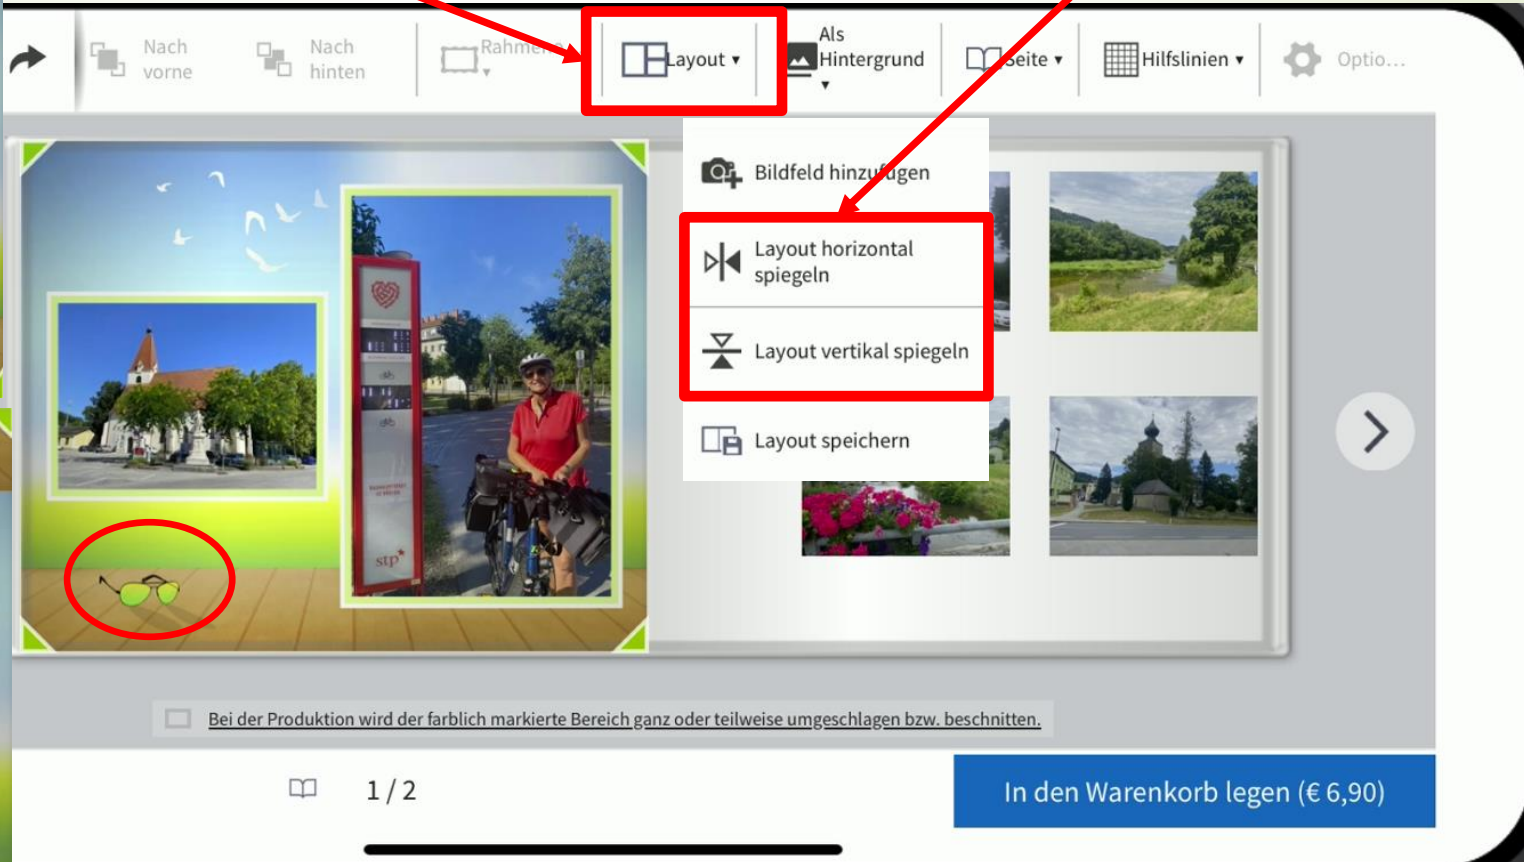 Nach
vorne
Nach
hinten
Layout ▾
Als
Hintergrund
▾
Seite ▾
Hilfslinien ▾
Optio...
Bildfeld hinzufügen
Layout horizontal
spiegeln
Layout vertikal spiegeln
Layout speichern
stp*
Bei der Produktion wird der farblich markierte Bereich ganz oder teilweise umgeschlagen bzw. beschnitten.
1 / 2
In den Warenkorb legen (€ 6,90)